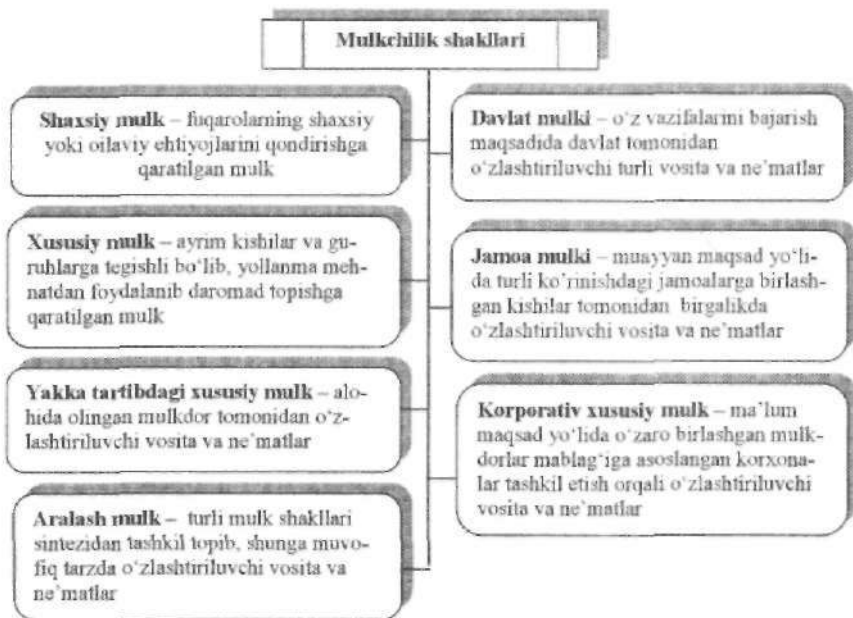 Mulkchilik shakllari
Shaxsiy mulk – fuqarolarning shaxsiy
yoki oilaviy ehtiyojlarini qondirishga
qaratilgan mulk
Davlat mulki – o‘z vazifalarini bajarish
maqsadida davlat tomonidan
o‘zlashtiriluvchi turli vosita va ne’matlar
Xususiy mulk – ayrim kishilar va gu-
ruhlarga tegishli bo‘lib, yollanma meh-
natdan foydalanib daromad topishga
qaratilgan mulk
Jamoa mulki – muayyan maqsad yo‘li-
da turli ko‘rinishdagi jamoalarga birlash-
gan kishilar tomonidan birgalikda
o‘zlashtiriluvchi vosita va ne’matlar
Yakka tartibdagi xususiy mulk – alo-
hida olingan mulkdor tomonidan o‘z-
lashtiriluvchi vosita va ne’matlar
Korporativ xususiy mulk – ma’lum
maqsad yo‘lida o‘zaro birlashgan mulk-
dorlar mablag‘iga asoslangan korxona-
lar tashkil etish orqali o‘zlashtiriluvchi
vosita va ne’matlar
Aralash mulk – turli mulk shakllari
sintezidan tashkil topib, shunga muvo-
fiq tarzda o‘zlashtiriluvchi vosita va
ne’matlar